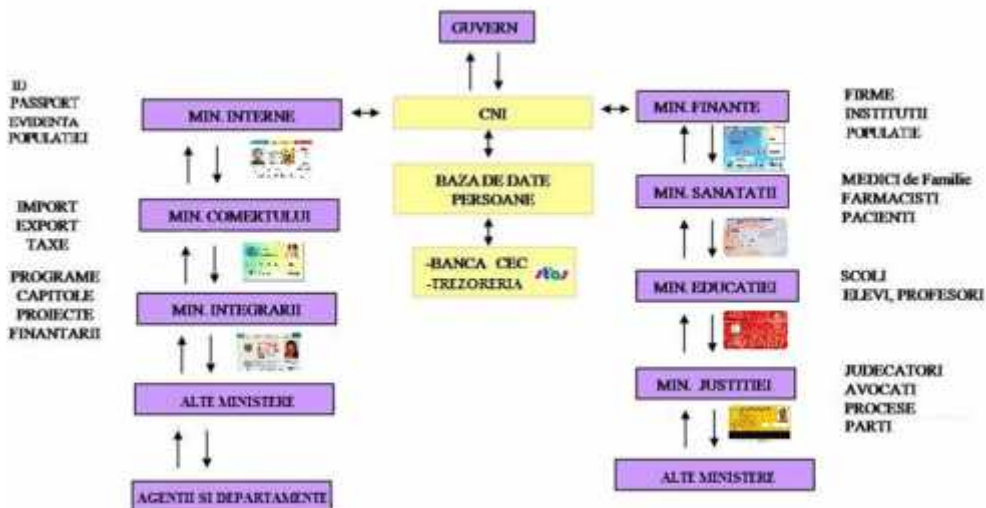 GUVERN
ID
PASSPORT
EVIDENTA
POPULATIEI
MIN. INTERNE
CNI
MIN. FINANTE
FIRME
INSTITUTII
POPULATIE
BAZA DE DATE
PERSOANE
MIN. SANATATII
MEDICI de Familie
FARMACISTI
PACIENTI
IMPORT
EXPORT
TAXE
MIN. COMERTULUI
-BANCA CEC
-TREZORERIA
MIN. EDUCATIEI
SCOLI
ELEVI, PROFESORI
PROGRAME
CAPITOLE
PROIECTE
FINANTARII
MIN. INTEGRARII
MIN. JUSTITIEI
JUDECATORI
AVOCATI
PROCESE
PARTI
ALTE MINISTERE
ALTE MINISTERE
AGENTII SI DEPARTAMENTE